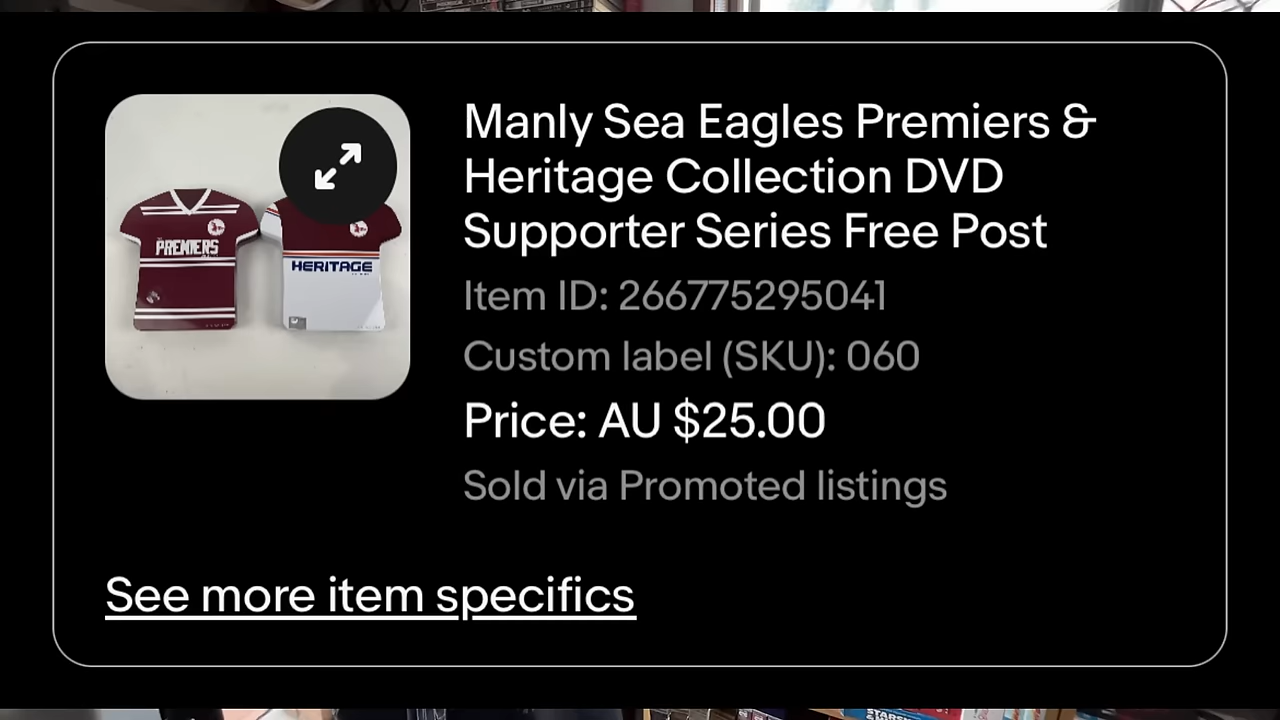 Manly Sea Eagles Premiers &
Heritage Collection DVD
Supporter Series Free Post
Item ID: 266775295041
Custom label (SKU): 060
Price: AU $25.00
Sold via Promoted listings
See more item specifics
PREMIERS
HERITAGE